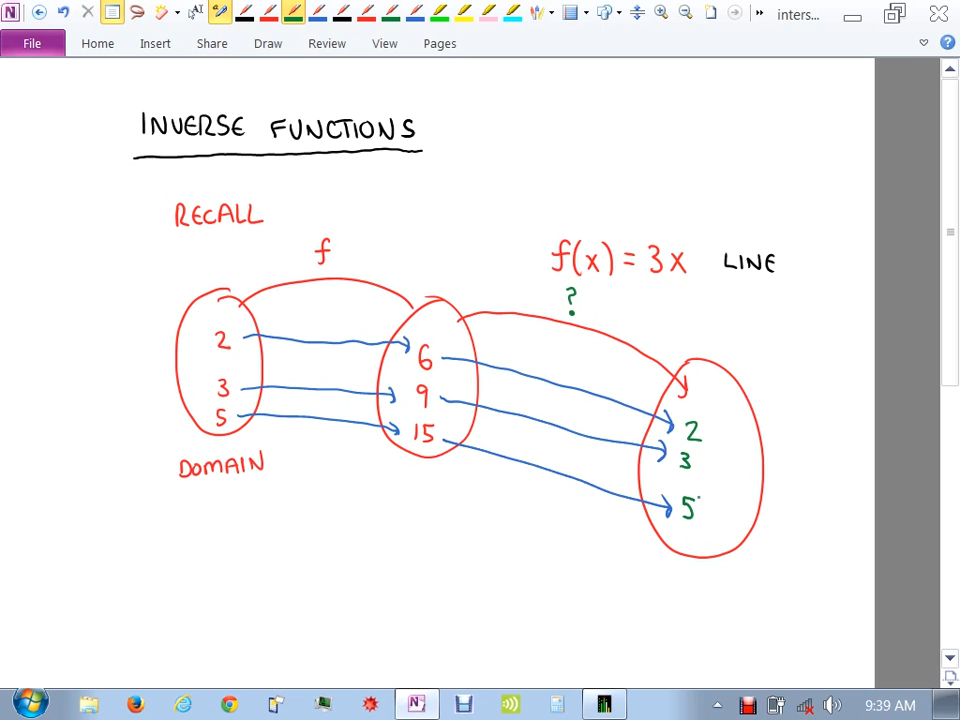 inters...
File Home Insert Share Draw Review View Pages
INVERSE FUNCTIONS
RECALL
f
f(x) = 3x LINE
?
2
6
3
9
5
15
2
3
5
DOMAIN
9:39 AM